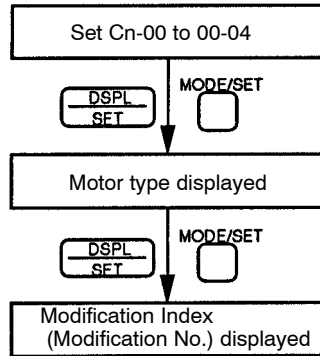 Set Cn-00 to 00-04
DSPL
SET
MODE/SET
Motor type displayed
DSPL
SET
MODE/SET
Modification Index
(Modification No.) displayed